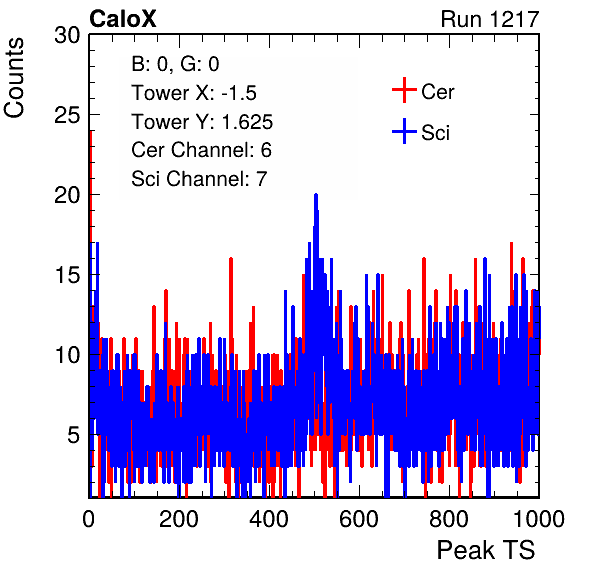 CaloX Run 1217
Counts
30
25
20
15
10
5
B: 0, G: 0
Tower X: -1.5
Tower Y: 1.625
Cer Channel: 6
Sci Channel: 7
Cer
Sci
0 200 400 600 800 1000
Peak TS